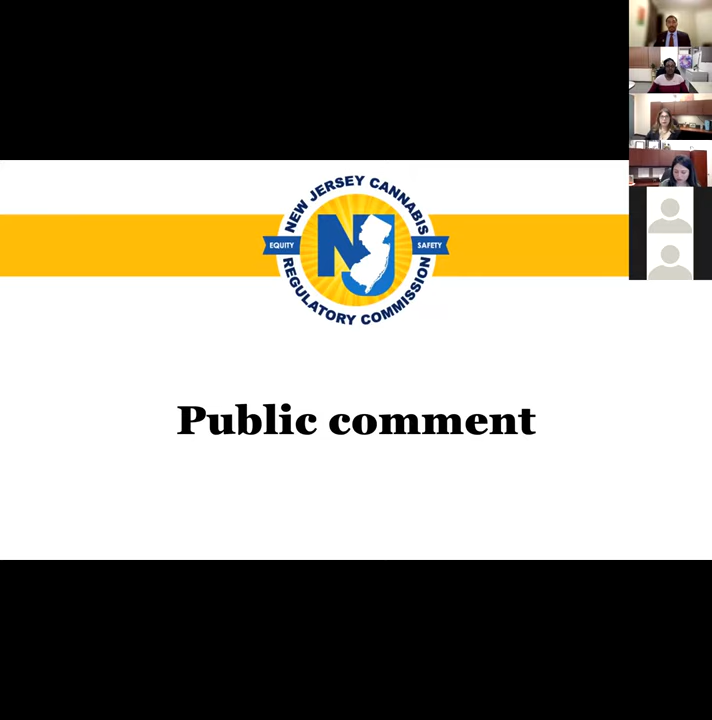 NEW JERSEY CANNABIS
EQUITY
NJ
SAFETY
REGULATORY COMMISSION
Public comment